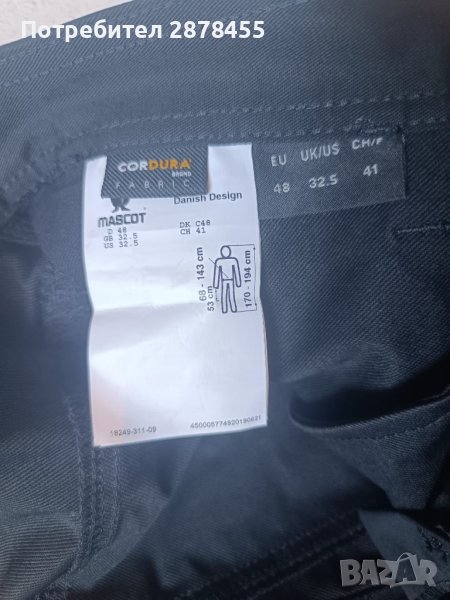 Потребител 2878455
CORDURA
BRAND
FABRIC
EU UK/US CH/F
48 32.5 41
Danish Design
MASCOT
D 48 DK C48
GB 32.5 CH 41
US 32.5
68 - 143 cm
53 cm
170 - 194 cm
18249-311-09
450005774820190621
BAZAR